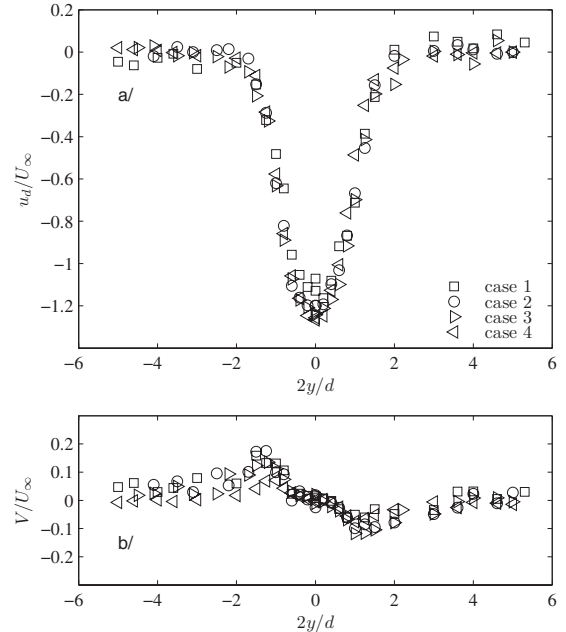 0
−0.2
−0.4
−0.6
−0.8
−1
−1.2
u_d/U_∞
a/
case 1
case 2
case 3
case 4
−6 −4 −2 0 2 4 6
2y/d
0.2
0.1
0
−0.1
−0.2
V/U_∞
b/
−6 −4 −2 0 2 4 6
2y/d